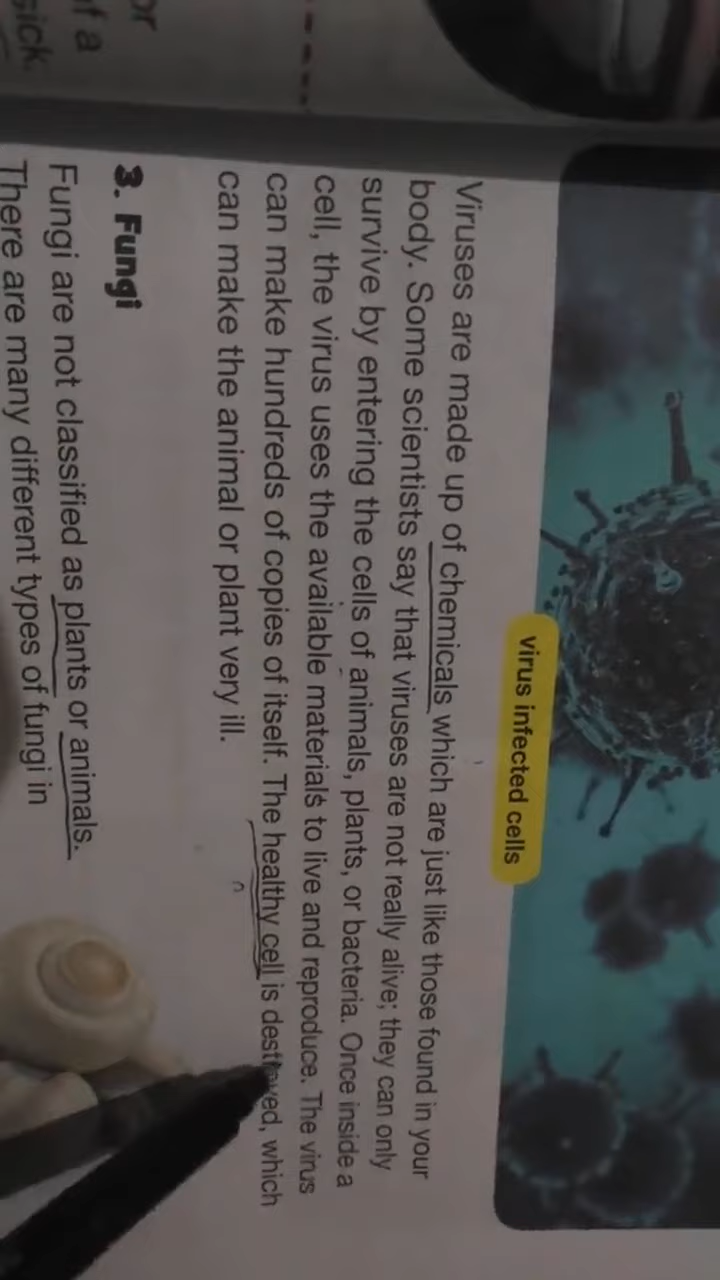 or
of a
sick.
virus infected cells
Viruses are made up of chemicals which are just like those found in your
body. Some scientists say that viruses are not really alive; they can only
survive by entering the cells of animals, plants, or bacteria. Once inside a
cell, the virus uses the available materials to live and reproduce. The virus
can make hundreds of copies of itself. The healthy cell is destroyed, which
can make the animal or plant very ill.
3. Fungi
Fungi are not classified as plants or animals.
There are many different types of fungi in